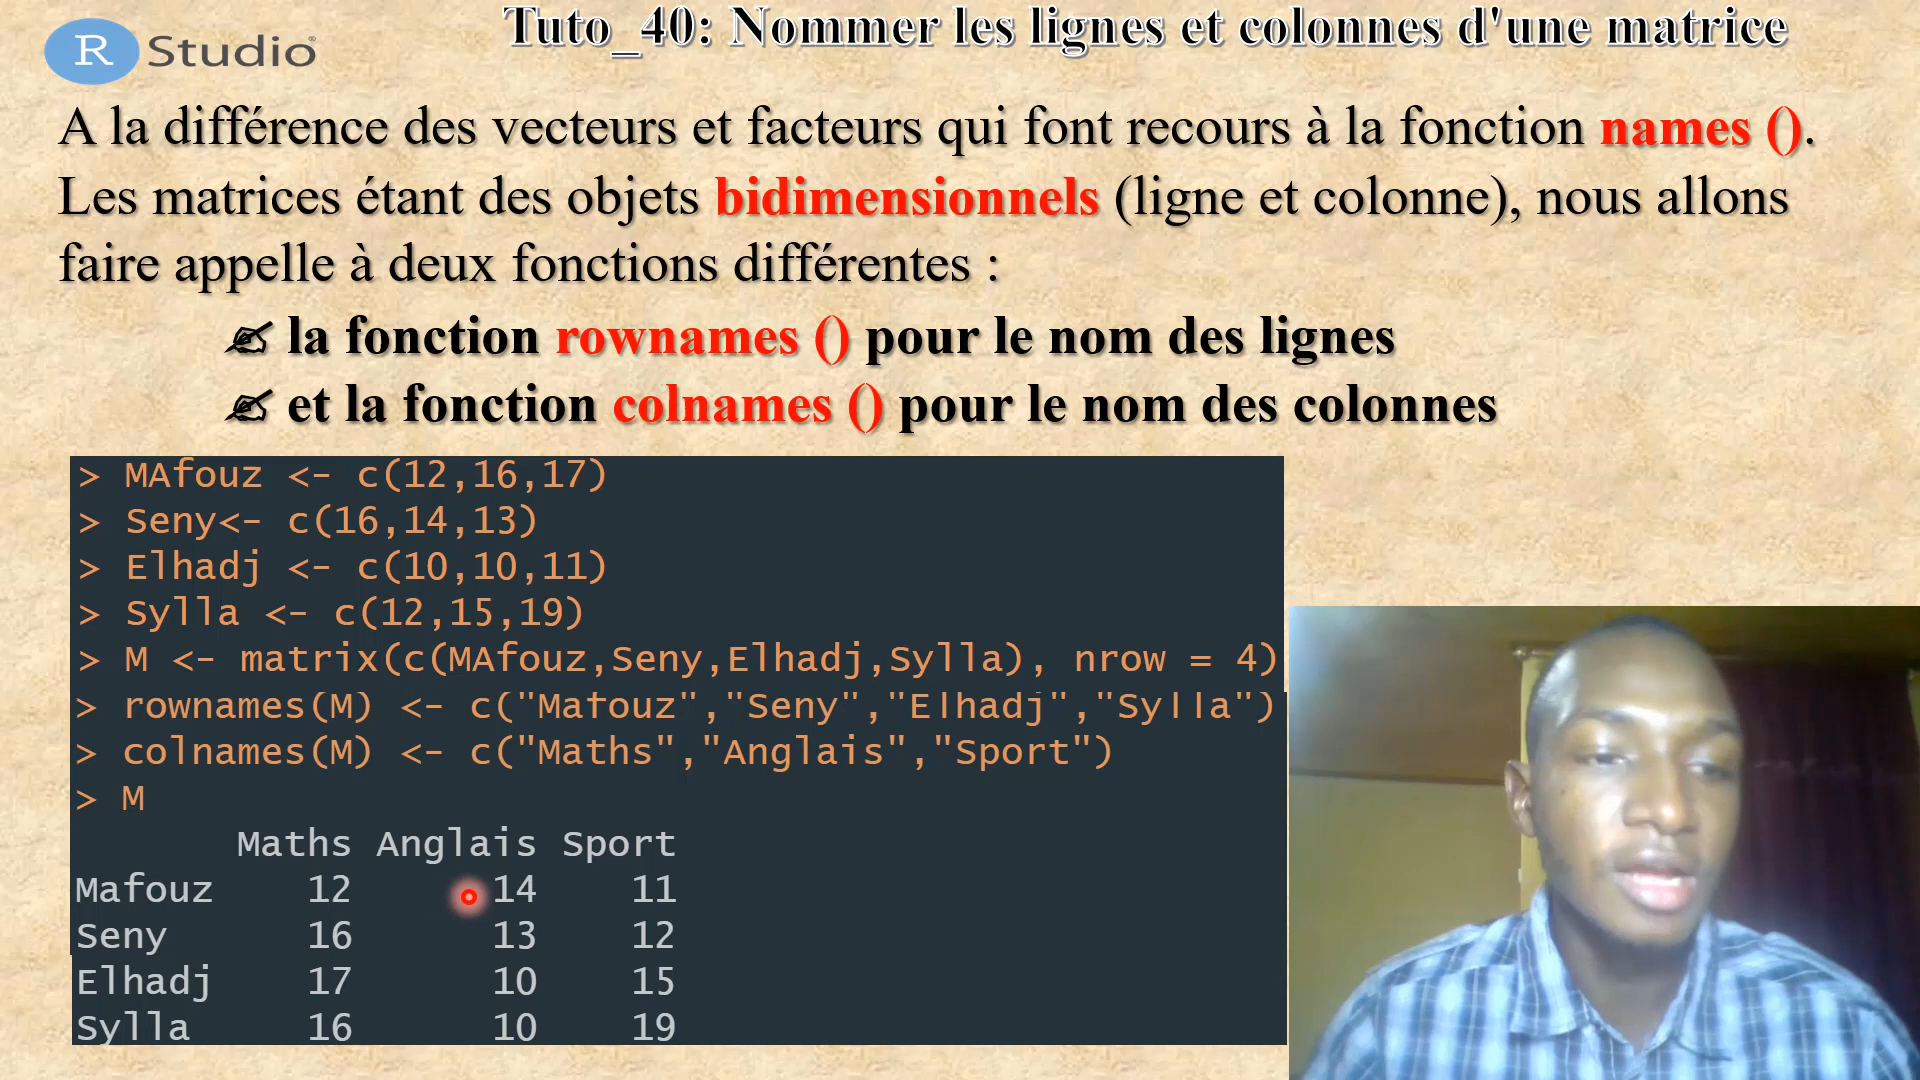 R Studio®
Tuto_40: Nommer les lignes et colonnes d'une matrice
A la différence des vecteurs et facteurs qui font recours à la fonction names ().
Les matrices étant des objets bidimensionnels (ligne et colonne), nous allons
faire appelle à deux fonctions différentes :
la fonction rownames () pour le nom des lignes
et la fonction colnames () pour le nom des colonnes
> MAfouz <- c(12,16,17)
> Seny<- c(16,14,13)
> Elhadj <- c(10,10,11)
> Sylla <- c(12,15,19)
> M <- matrix(c(MAfouz,Seny,Elhadj,Sylla), nrow = 4)
> rownames(M) <- c("Mafouz","Seny","Elhadj","Sylla")
> colnames(M) <- c("Maths","Anglais","Sport")
> M
Maths Anglais Sport
Mafouz 12 14 11
Seny 16 13 12
Elhadj 17 10 15
Sylla 16 10 19